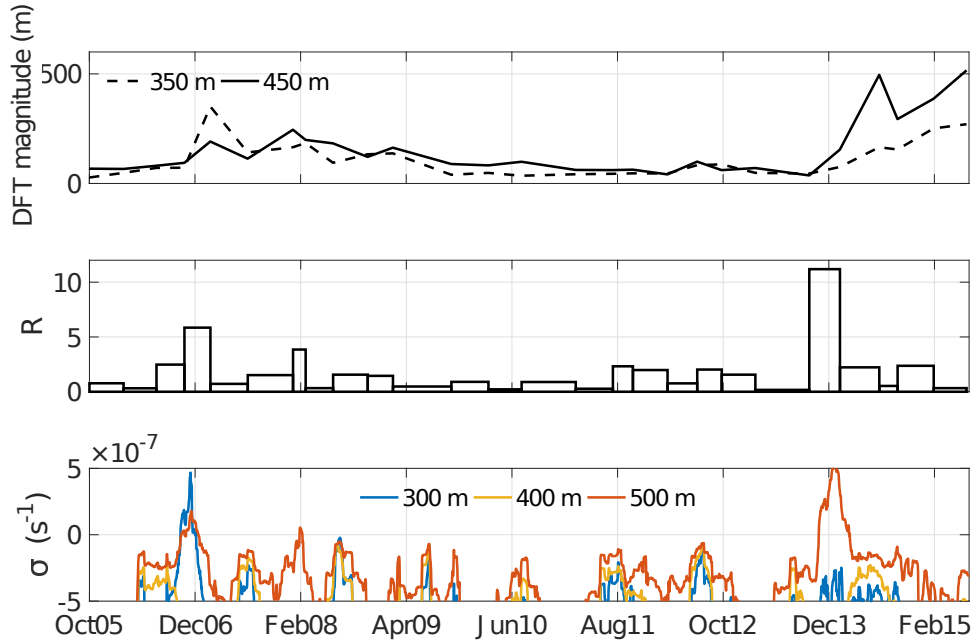 DFT magnitude (m)
500
0
350 m 450 m
R
10
5
0
×10-7
σ (s-1)
5
0
-5
300 m 400 m 500 m
Oct05 Dec06 Feb08 Apr09 Jun10 Aug11 Oct12 Dec13 Feb15